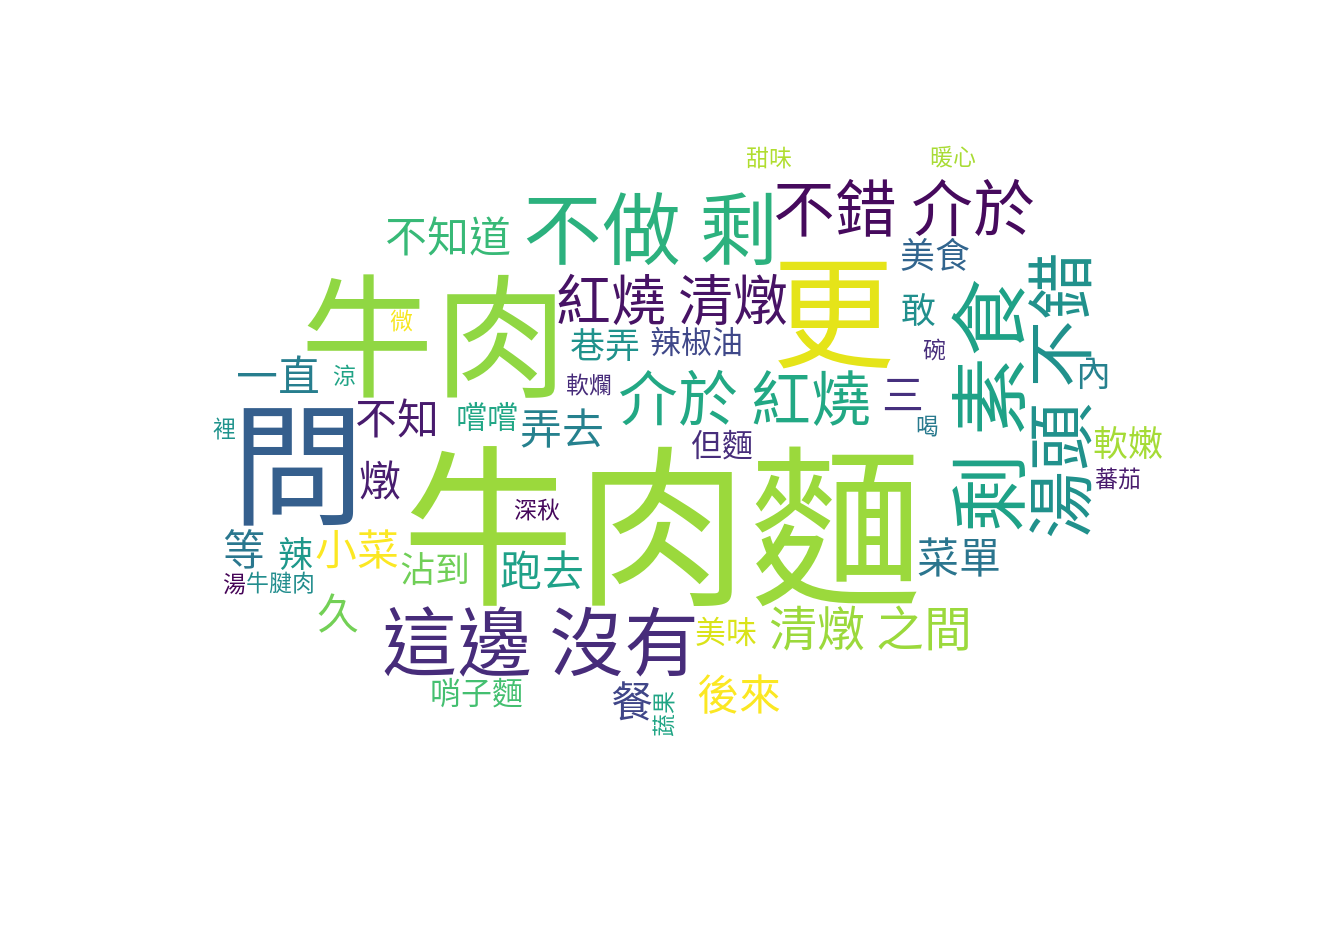 甜味
暖心
不錯 介於
不做 剩
不知道
美食
湯頭 不錯
牛肉
更
紅燒 清燉
剩 素食
敢
微
巷弄
辣椒油
碗
一直
涼
軟爛
介於 紅燒
三
內
不知
嚐嚐
弄去
裡
問
喝
但麵
軟嫩
燉
牛肉麵
蕃茄
深秋
等
辣
小菜
沾到
跑去
菜單
湯
牛腱肉
久
這邊 沒有
美味
清燉 之間
哨子麵
餐
蔬果
後來